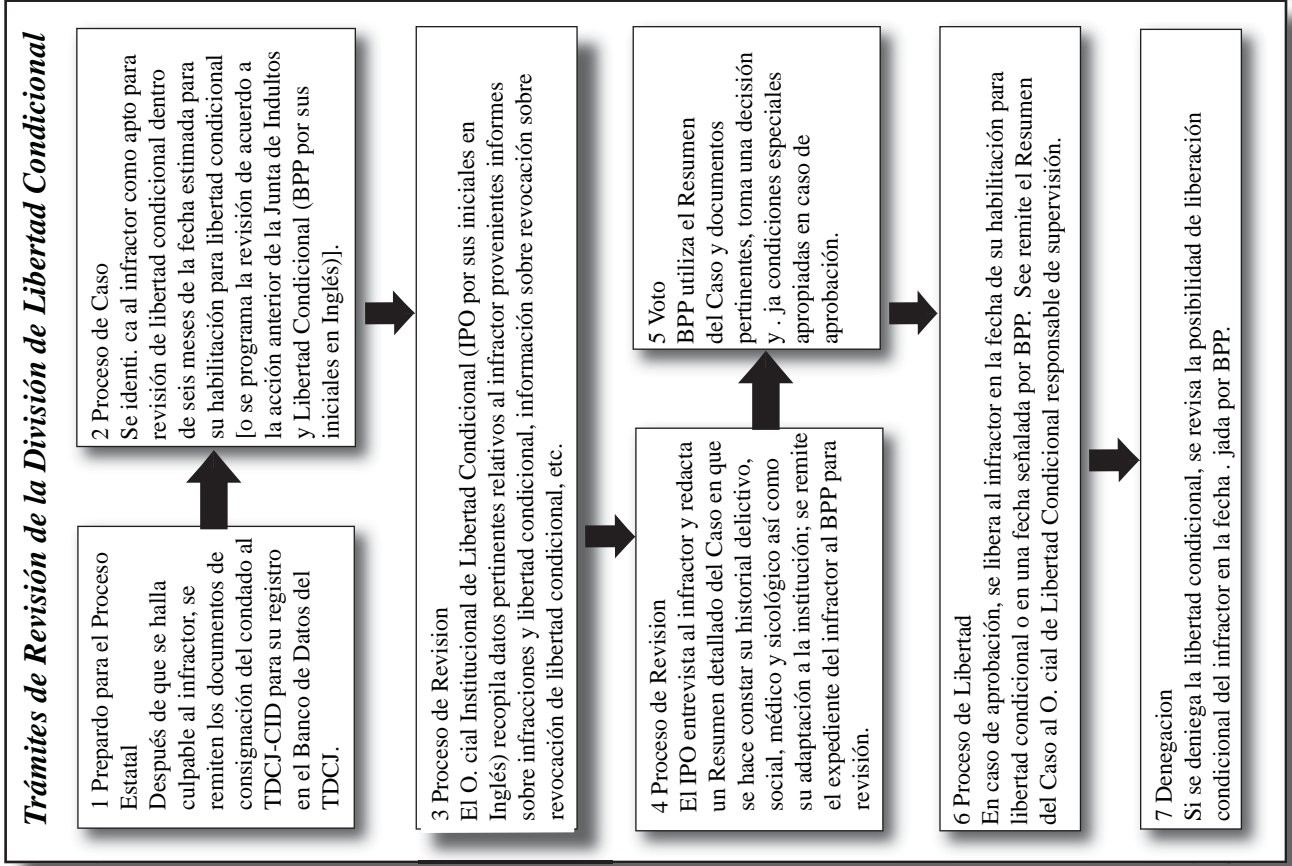 Trámites de Revisión de la División de Libertad Condicional
1 Prepardo para el Proceso
Estatal
Después de que se halla
culpable al infractor, se
remiten los documentos de
consignación del condado al
TDCJ-CID para su registro
en el Banco de Datos del
TDCJ.
2 Proceso de Caso
Se identi. ca al infractor como apto para
revisión de libertad condicional dentro
de seis meses de la fecha estimada para
su habilitación para libertad condicional
[o se programa la revisión de acuerdo a
la acción anterior de la Junta de Indultos
y Libertad Condicional (BPP por sus
iniciales en Inglés)].
3 Proceso de Revision
El O. cial Institucional de Libertad Condicional (IPO por sus iniciales en
Inglés) recopila datos pertinentes relativos al infractor provenientes informes
sobre infracciones y libertad condicional, información sobre revocación sobre
revocación de libertad condicional, etc.
4 Proceso de Revision
El IPO entrevista al infractor y redacta
un Resumen detallado del Caso en que
se hace constar su historial delictivo,
social, médico y sicológico así como
su adaptación a la institución; se remite
el expediente del infractor al BPP para
revisión.
5 Voto
BPP utiliza el Resumen
del Caso y documentos
pertinentes, toma una decisión
y . ja condiciones especiales
apropiadas en caso de
aprobación.
6 Proceso de Libertad
En caso de aprobación, se libera al infractor en la fecha de su habilitación para
libertad condicional o en una fecha señalada por BPP. See remite el Resumen
del Caso al O. cial de Libertad Condicional responsable de supervisión.
7 Denegacion
Si se deniega la libertad condicional, se revisa la posibilidad de liberación
condicional del infractor en la fecha . jada por BPP.